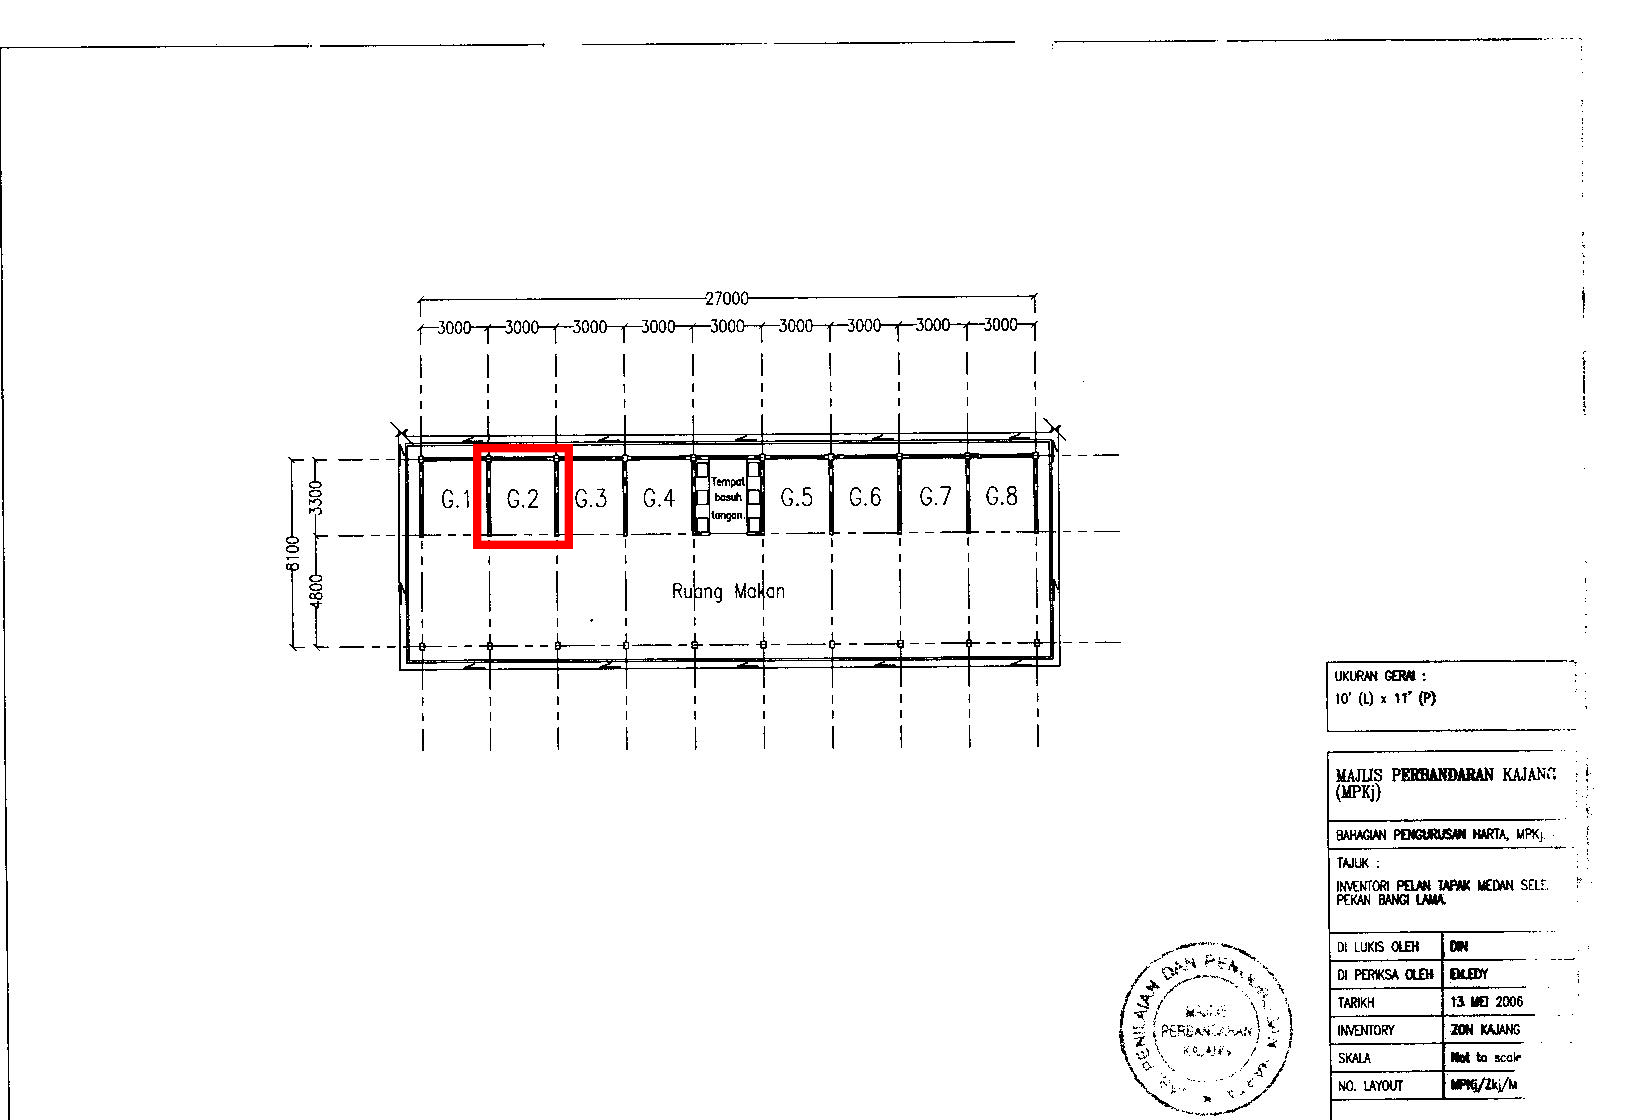 27000
3000 3000 3000 3000 3000 3000 3000 3000 3000
G.1 G.2 G.3 G.4
Tempat
basuh
tangan.
G.5 G.6 G.7 G.8
3300
8100
4800
Ruang Makan
UKURAN GERAI :
10' (L) x 11' (P)
MAJLIS PERBANDARAN KAJANG
(MPKj)
BAHAGIAN PENGURUSAN HARTA, MPKj.
TAJUK :
INVENTORI PELAN TAPAK MEDAN SELE
PEKAN BANGI LAMA.
DI LUKIS OLEH DIN
DI PERIKSA OLEH
TARIKH 13 MEI 2006
INVENTORY ZON KAJANG
SKALA Not to scale
NO. LAYOUT MPKj/Zkj/M
PENILAIAN DAN
MAJLIS
PERBANDARAN
KAJANG